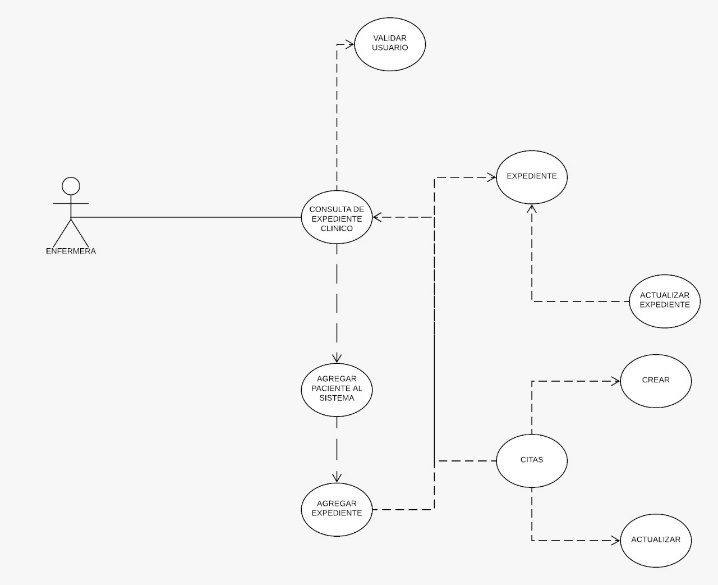 VALIDAR
USUARIO
EXPEDIENTE
CONSULTA DE
EXPEDIENTE
CLINICO
ENFERMERA
ACTUALIZAR
EXPEDIENTE
AGREGAR
PACIENTE AL
SISTEMA
CREAR
CITAS
AGREGAR
EXPEDIENTE
ACTUALIZAR